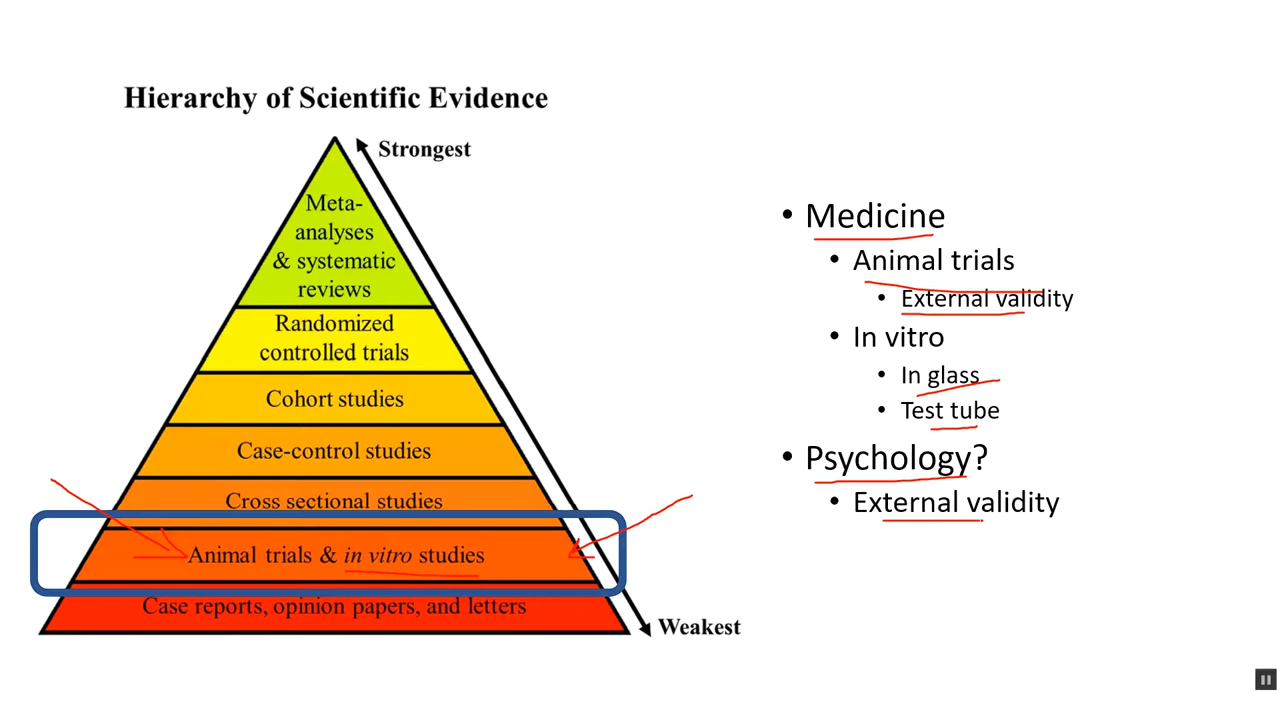 Hierarchy of Scientific Evidence
Strongest
Meta-
analyses
& systematic
reviews
Randomized
controlled trials
Cohort studies
Case-control studies
Cross sectional studies
Animal trials & in vitro studies
Case reports, opinion papers, and letters
Weakest
• Medicine
• Animal trials
• External validity
• In vitro
• In glass
• Test tube
• Psychology?
• External validity